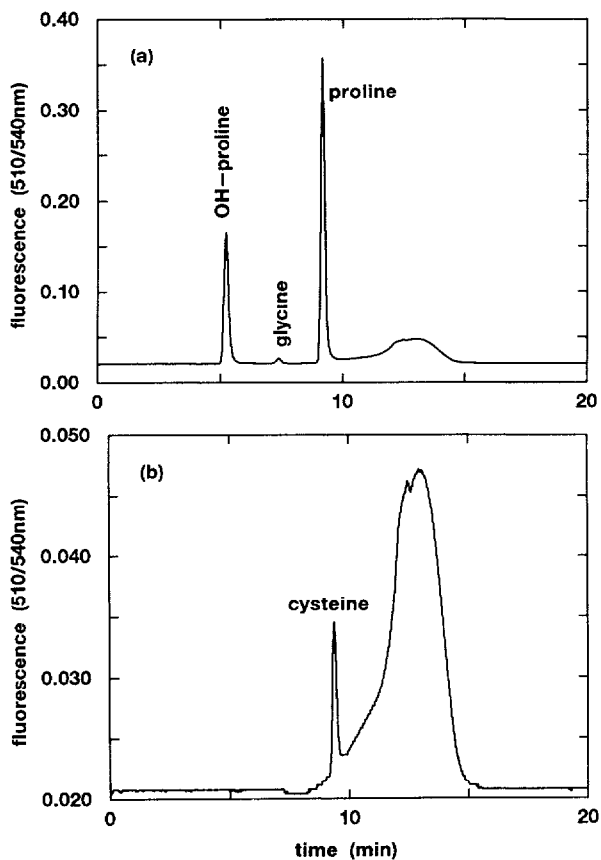 (a)
fluorescence (510/540nm)
0.40
0.30
0.20
0.10
0.00
OH–proline
glycine
proline
0
10
20
(b)
fluorescence (510/540nm)
0.050
0.040
0.030
0.020
cysteine
0
10
20
time (min)